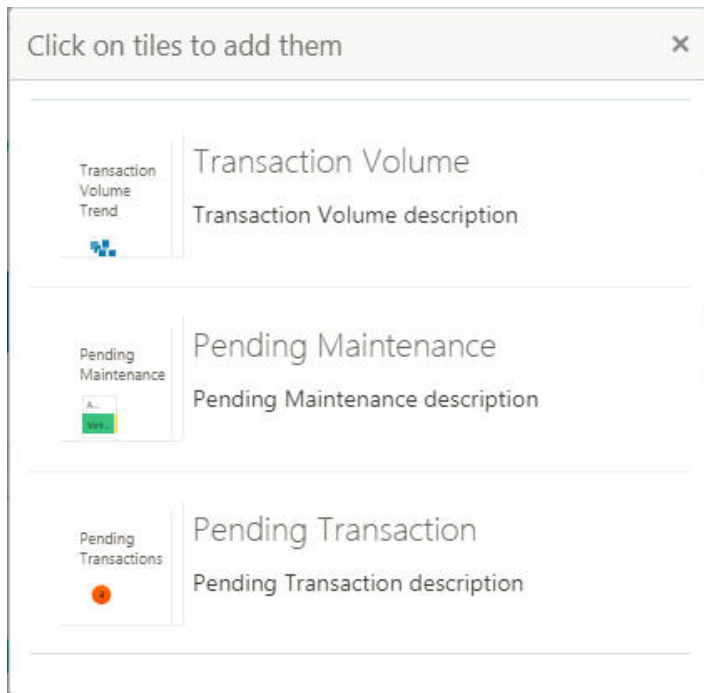 Click on tiles to add them
Transaction
Volume
Trend
Transaction Volume
Transaction Volume description
Pending
Maintenance
A...
Pending Maintenance
Pending Maintenance description
Pending
Transactions
Pending Transaction
Pending Transaction description